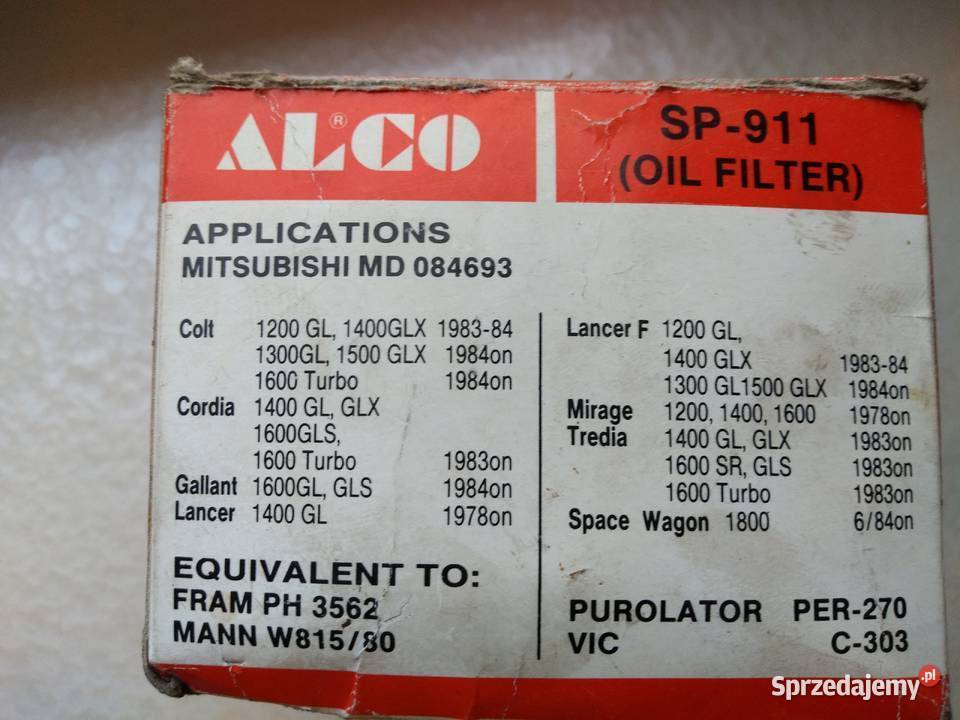 ALCO®
SP-911
(OIL FILTER)
APPLICATIONS
MITSUBISHI MD 084693
Colt 1200 GL, 1400GLX 1983-84
1300GL, 1500 GLX 1984on
1600 Turbo 1984on
Cordia 1400 GL, GLX
1600GLS,
1600 Turbo 1983on
Gallant 1600GL, GLS 1984on
Lancer 1400 GL 1978on
Lancer F 1200 GL,
1400 GLX 1983-84
1300 GL1500 GLX 1984on
Mirage 1200, 1400, 1600 1978on
Tredia 1400 GL, GLX 1983on
1600 SR, GLS 1983on
1600 Turbo 1983on
Space Wagon 1800 6/84on
EQUIVALENT TO:
FRAM PH 3562
MANN W815/80
PUROLATOR PER-270
VIC C-303
Sprzedajemy.pl